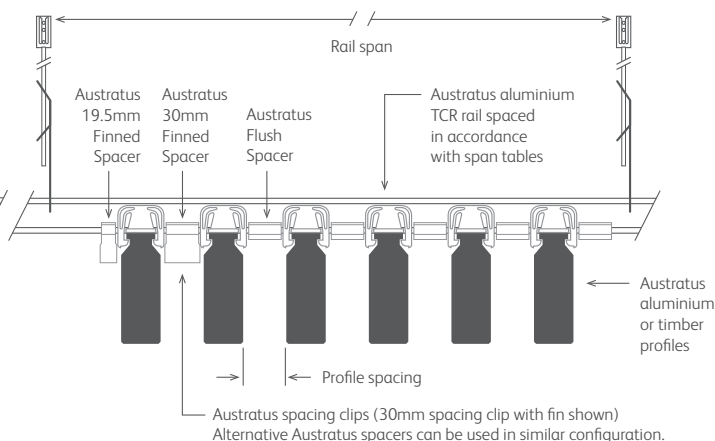 Rail span
Austratus
19.5mm
Finned
Spacer
Austratus
30mm
Finned
Spacer
Austratus
Flush
Spacer
Austratus aluminium
TCR rail spaced
in accordance
with span tables
Austratus
aluminium
or timber
profiles
Profile spacing
Austratus spacing clips (30mm spacing clip with fin shown)
Alternative Austratus spacers can be used in similar configuration.